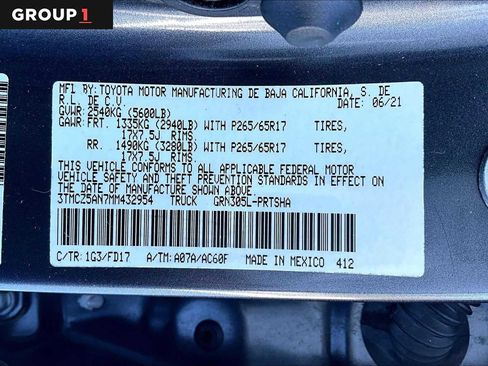 GROUP 1
MFD BY: TOYOTA MOTOR MANUFACTURING DE BAJA CALIFORNIA, S. DE
R.L. DE C.V. DATE: 06/21
GVWR 2540KG (5600LB)
GAWR FRT. 1335KG (2940LB) WITH P265/65R17 TIRES,
17X7.5J RIMS
RR. 1490KG (3280LB) WITH P265/65R17 TIRES,
17X7.5J RIMS
THIS VEHICLE CONFORMS TO ALL APPLICABLE FEDERAL MOTOR
VEHICLE SAFETY AND THEFT PREVENTION STANDARDS IN EFFECT ON
THE DATE OF MANUFACTURE SHOWN ABOVE.
3TMCZ5AN7MM432954 TRUCK GRN305L-PRTSHA
C/TR: 1G3/FD17 A/TM: A07A/AC60F MADE IN MEXICO 412